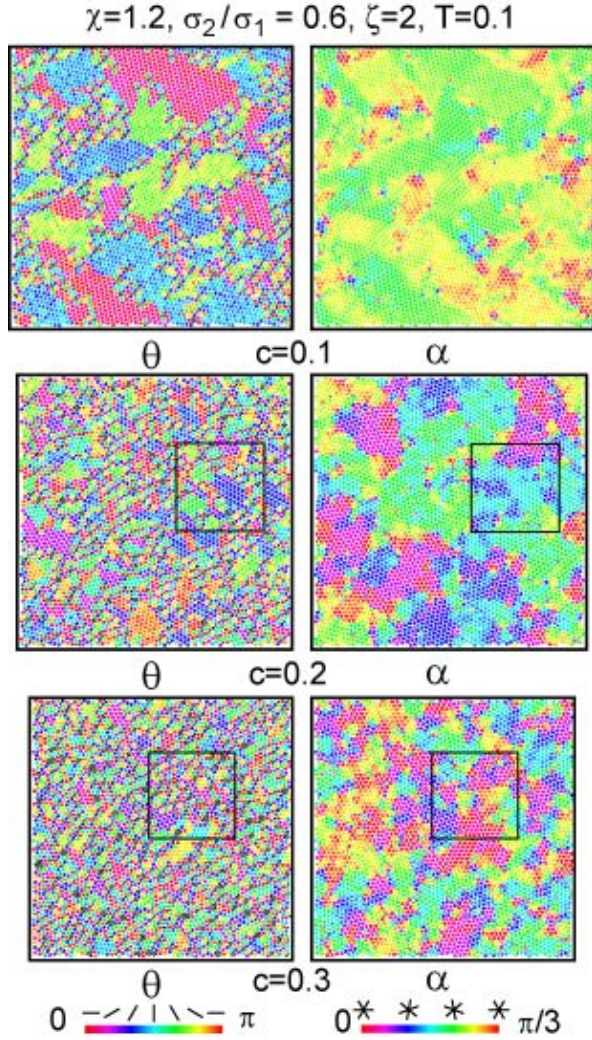 χ=1.2, σ₂/σ₁ = 0.6, ζ=2, T=0.1
θ c=0.1 α
θ c=0.2 α
θ c=0.3 α
0 π 0 π/3